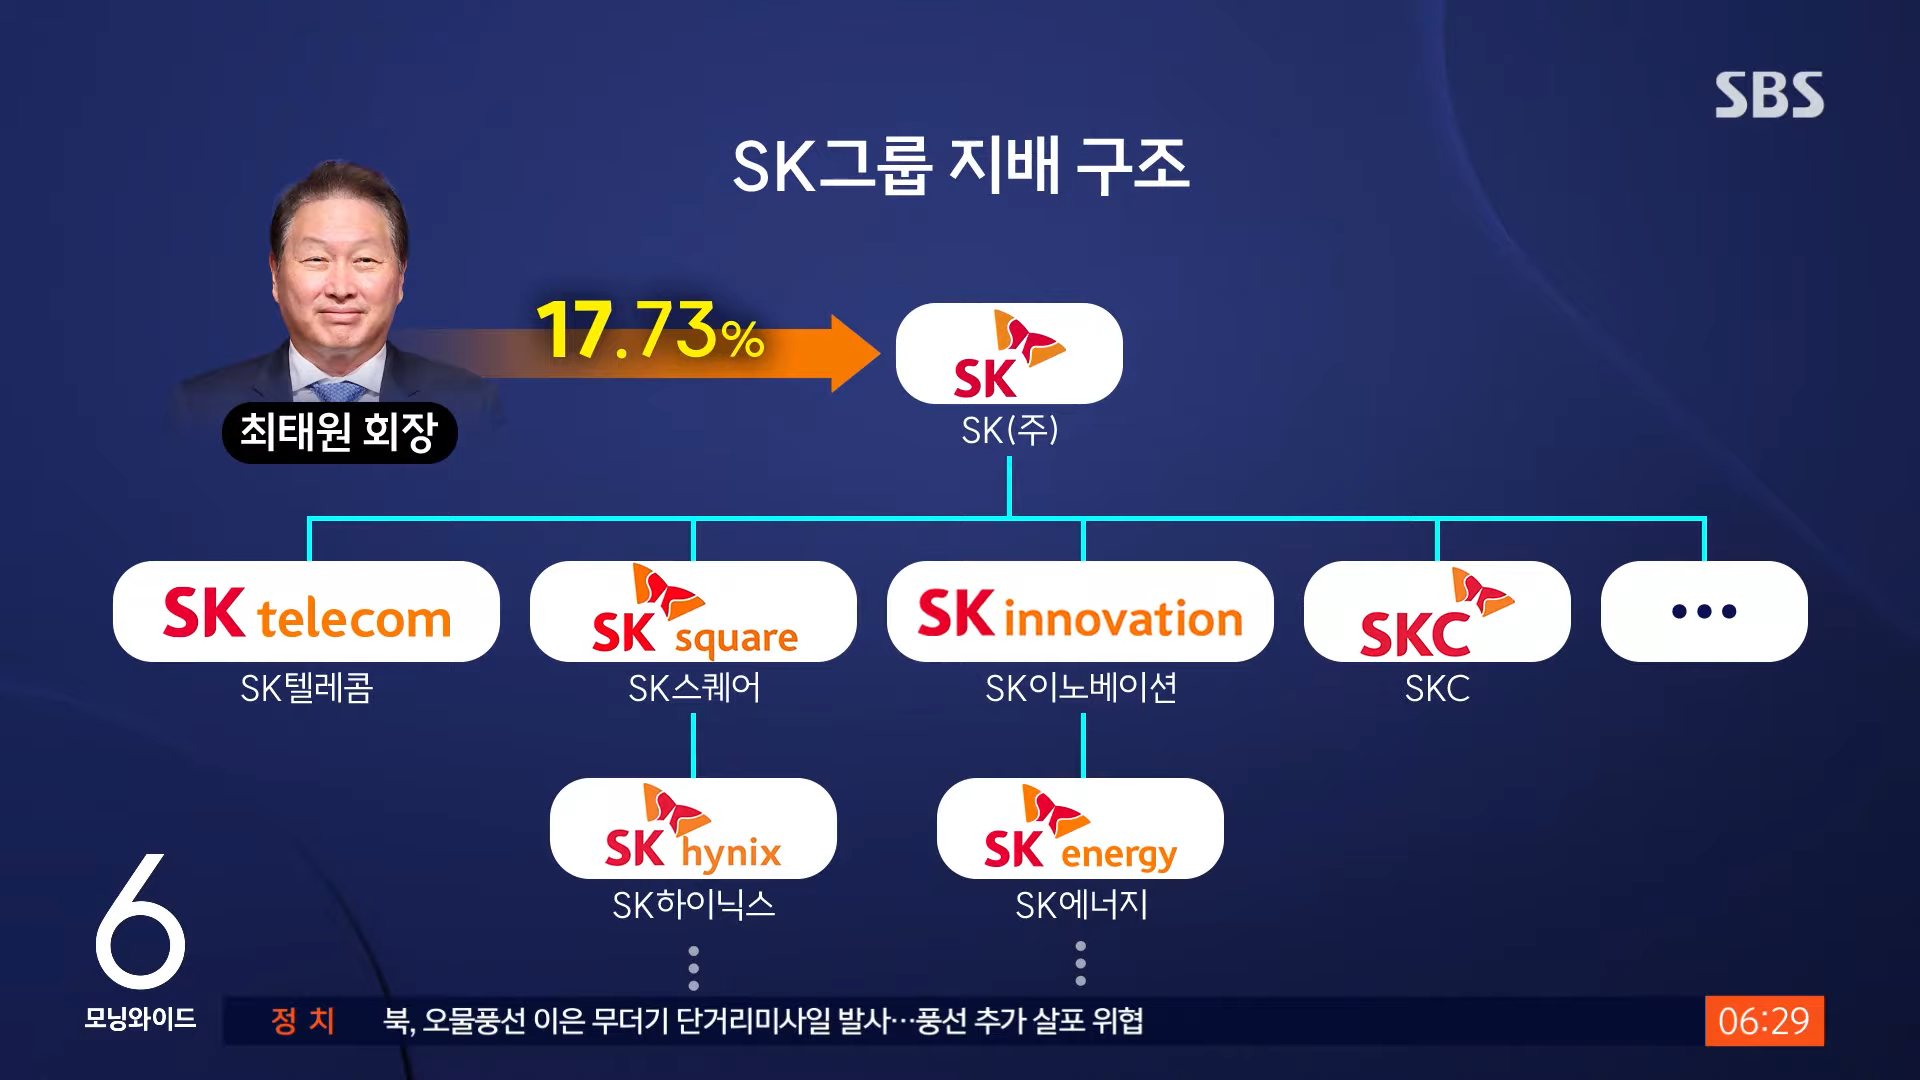 SBS
SK그룹 지배 구조
17.73%
최태원 회장
SK
SK(주)
SK telecom
SK텔레콤
SK square
SK스퀘어
SK innovation
SK이노베이션
SKC
SKC
•••
SK hynix
SK하이닉스
SK energy
SK에너지
6
모닝와이드
정 치 북, 오물풍선 이은 무더기 단거리미사일 발사…풍선 추가 살포 위협
06:29